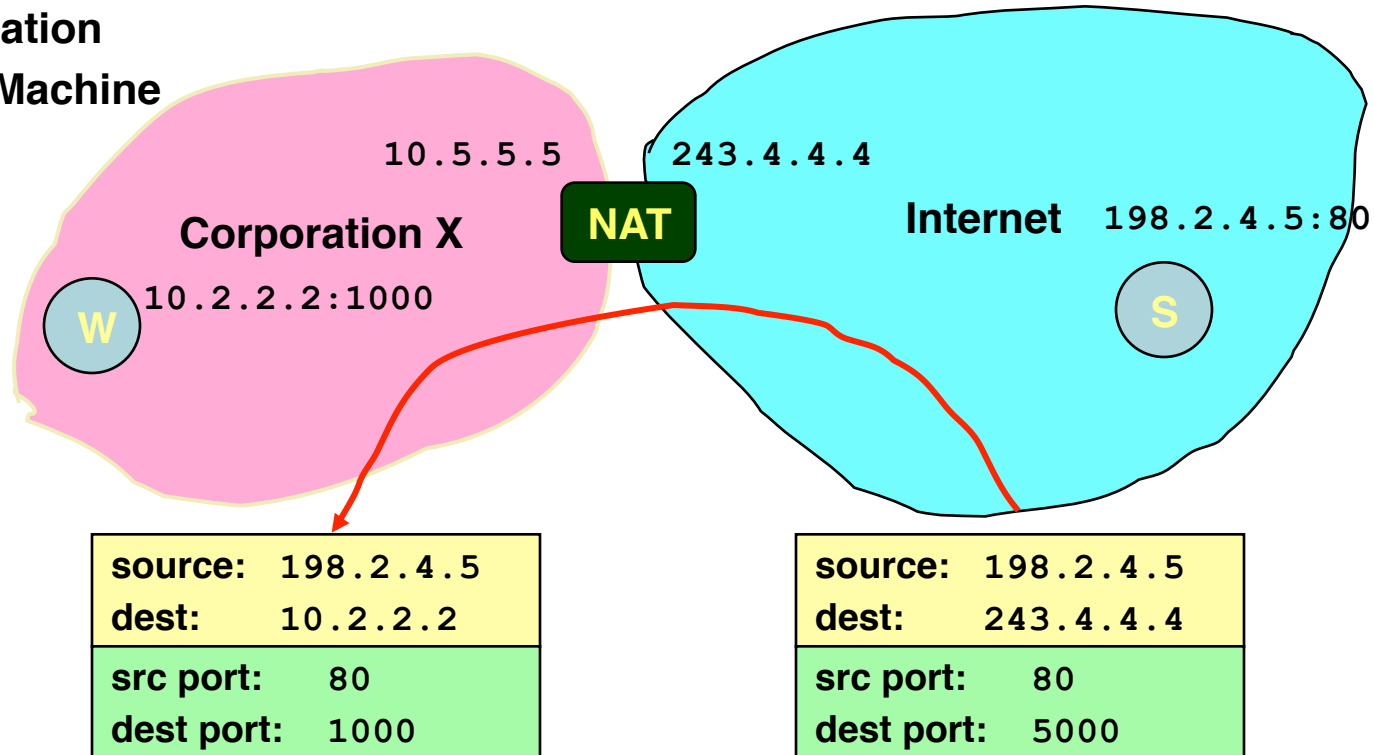 ation
Machine
10.5.5.5
243.4.4.4
NAT
Corporation X
Internet 198.2.4.5:80
10.2.2.2:1000
W
S
source: 198.2.4.5
dest: 10.2.2.2
src port: 80
dest port: 1000
source: 198.2.4.5
dest: 243.4.4.4
src port: 80
dest port: 5000